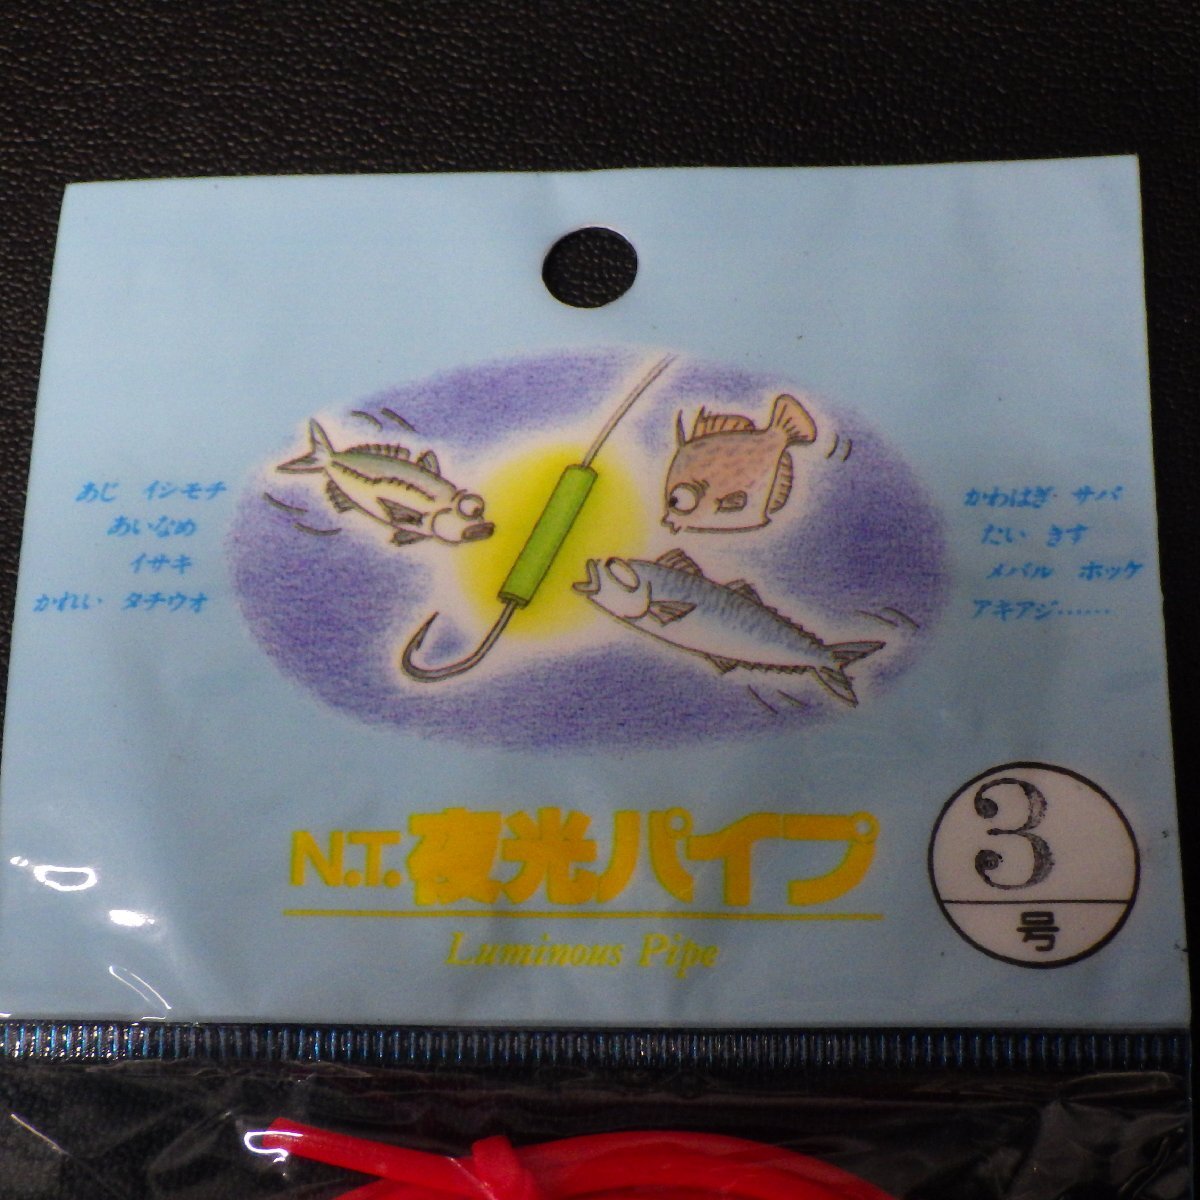 あじ イシモチ
あいなめ
イサキ
かれい タチウオ
かわはぎ サバ
たい きす
メバル ホッケ
アキアジ……
N.T.夜光パイプ
Luminous Pipe
3
号